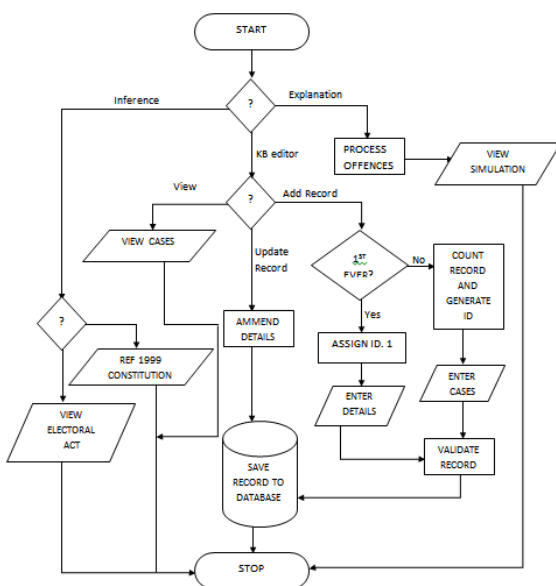 START
Inference
?
Explanation
KB editor
PROCESS
OFFENCES
VIEW
SIMULATION
View
?
Add Record
VIEW CASES
Update
Record
1ST
EVER?
No
COUNT
RECORD
AND
GENERATE
ID
?
AMMEND
DETAILS
Yes
ASSIGN ID. 1
REF 1999
CONSTITUTION
ENTER
DETAILS
ENTER
CASES
VIEW
ELECTORAL
ACT
SAVE
RECORD TO
DATABASE
VALIDATE
RECORD
STOP